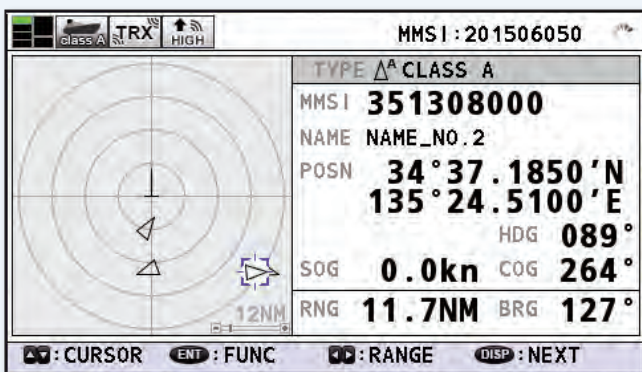 class A TRX HIGH MMSI:201506050
TYPE A CLASS A
MMSI 351308000
NAME NAME_NO.2
POSN 34°37.1850'N
135°24.5100'E
HDG 089°
SOG 0.0kn COG 264°
12NM RNG 11.7NM BRG 127°
:CURSOR ENT:FUNC :RANGE DISP:NEXT